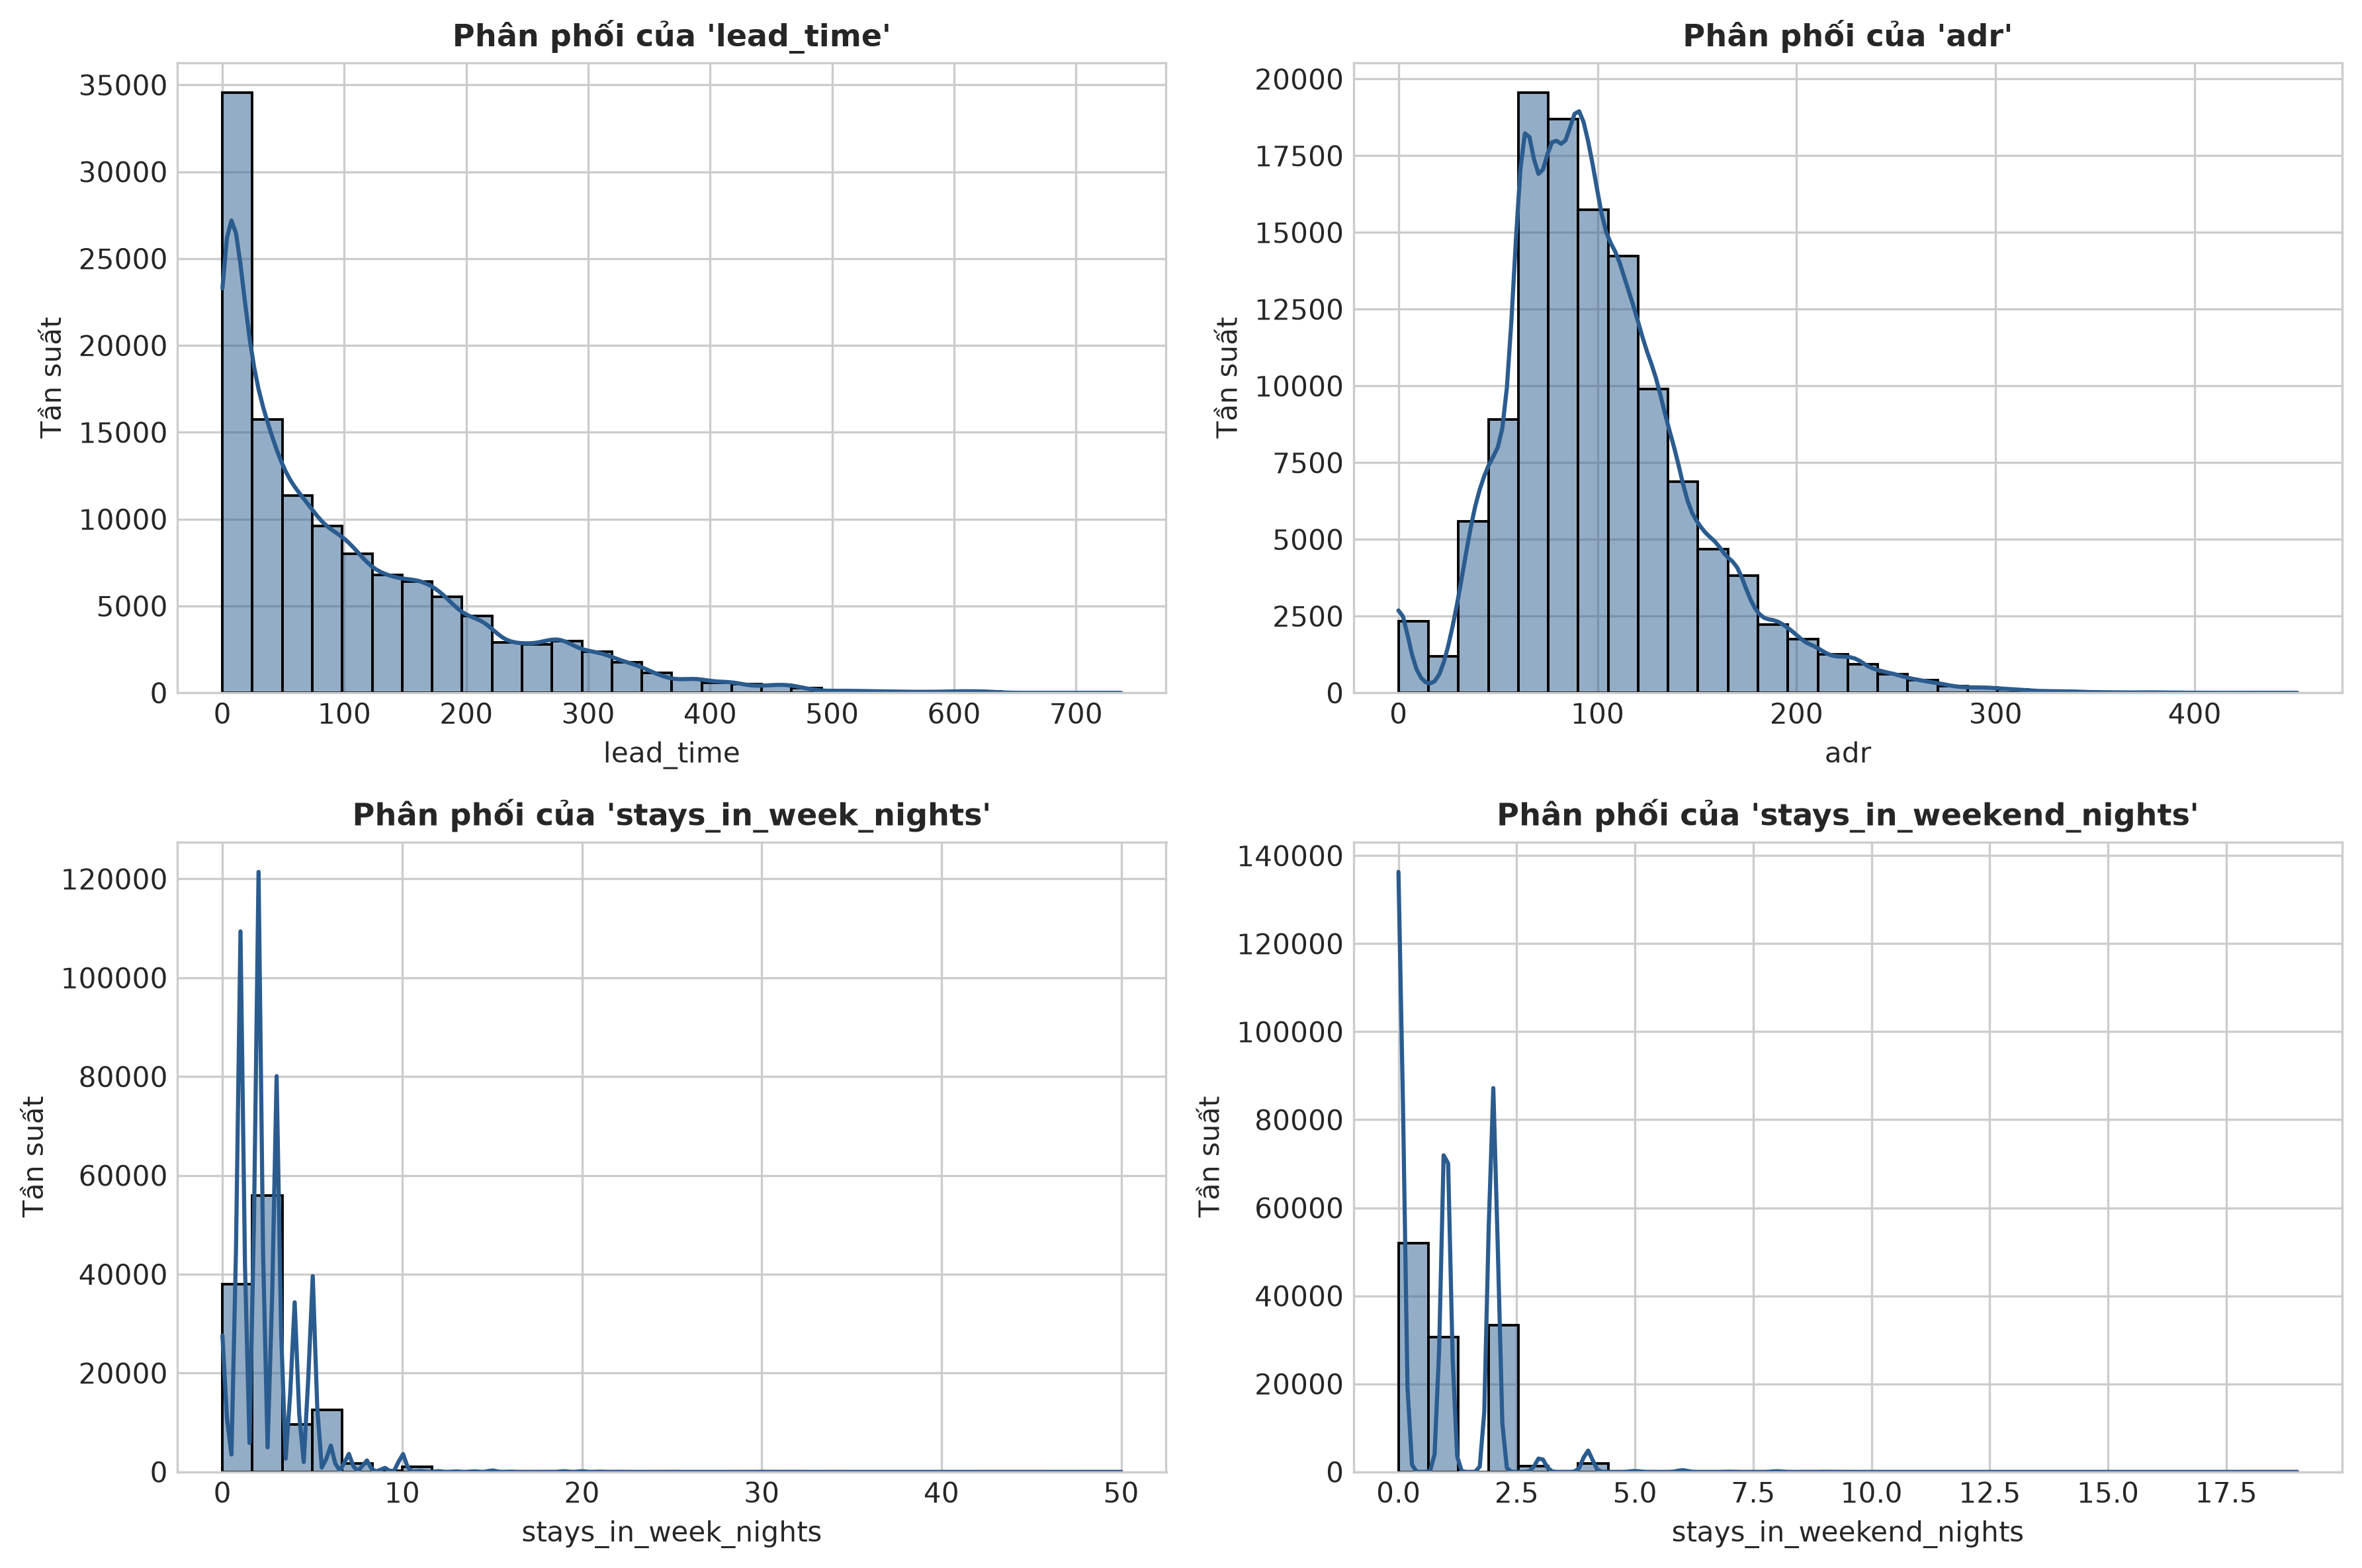 Phân phối của 'lead_time'
35000
30000
25000
20000
15000
10000
5000
0
Tần suất
0 100 200 300 400 500 600 700
lead_time
Phân phối của 'adr'
20000
17500
15000
12500
10000
7500
5000
2500
0
Tần suất
0 100 200 300 400
adr
Phân phối của 'stays_in_week_nights'
120000
100000
80000
60000
40000
20000
0
Tần suất
0 10 20 30 40 50
stays_in_week_nights
Phân phối của 'stays_in_weekend_nights'
140000
120000
100000
80000
60000
40000
20000
0
Tần suất
0.0 2.5 5.0 7.5 10.0 12.5 15.0 17.5
stays_in_weekend_nights